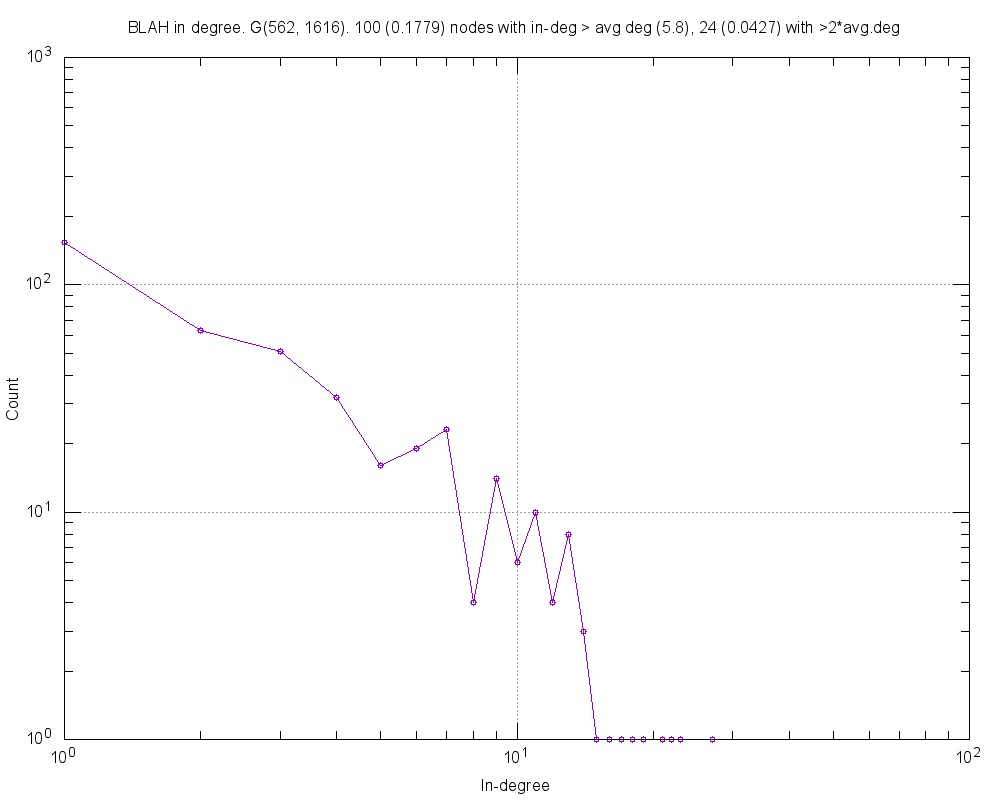 BLAH in degree. G(562, 1616). 100 (0.1779) nodes with in-deg > avg deg (5.8), 24 (0.0427) with >2*avg.deg
10^3
10^2
10^1
10^0
Count
10^0 10^1 10^2
In-degree